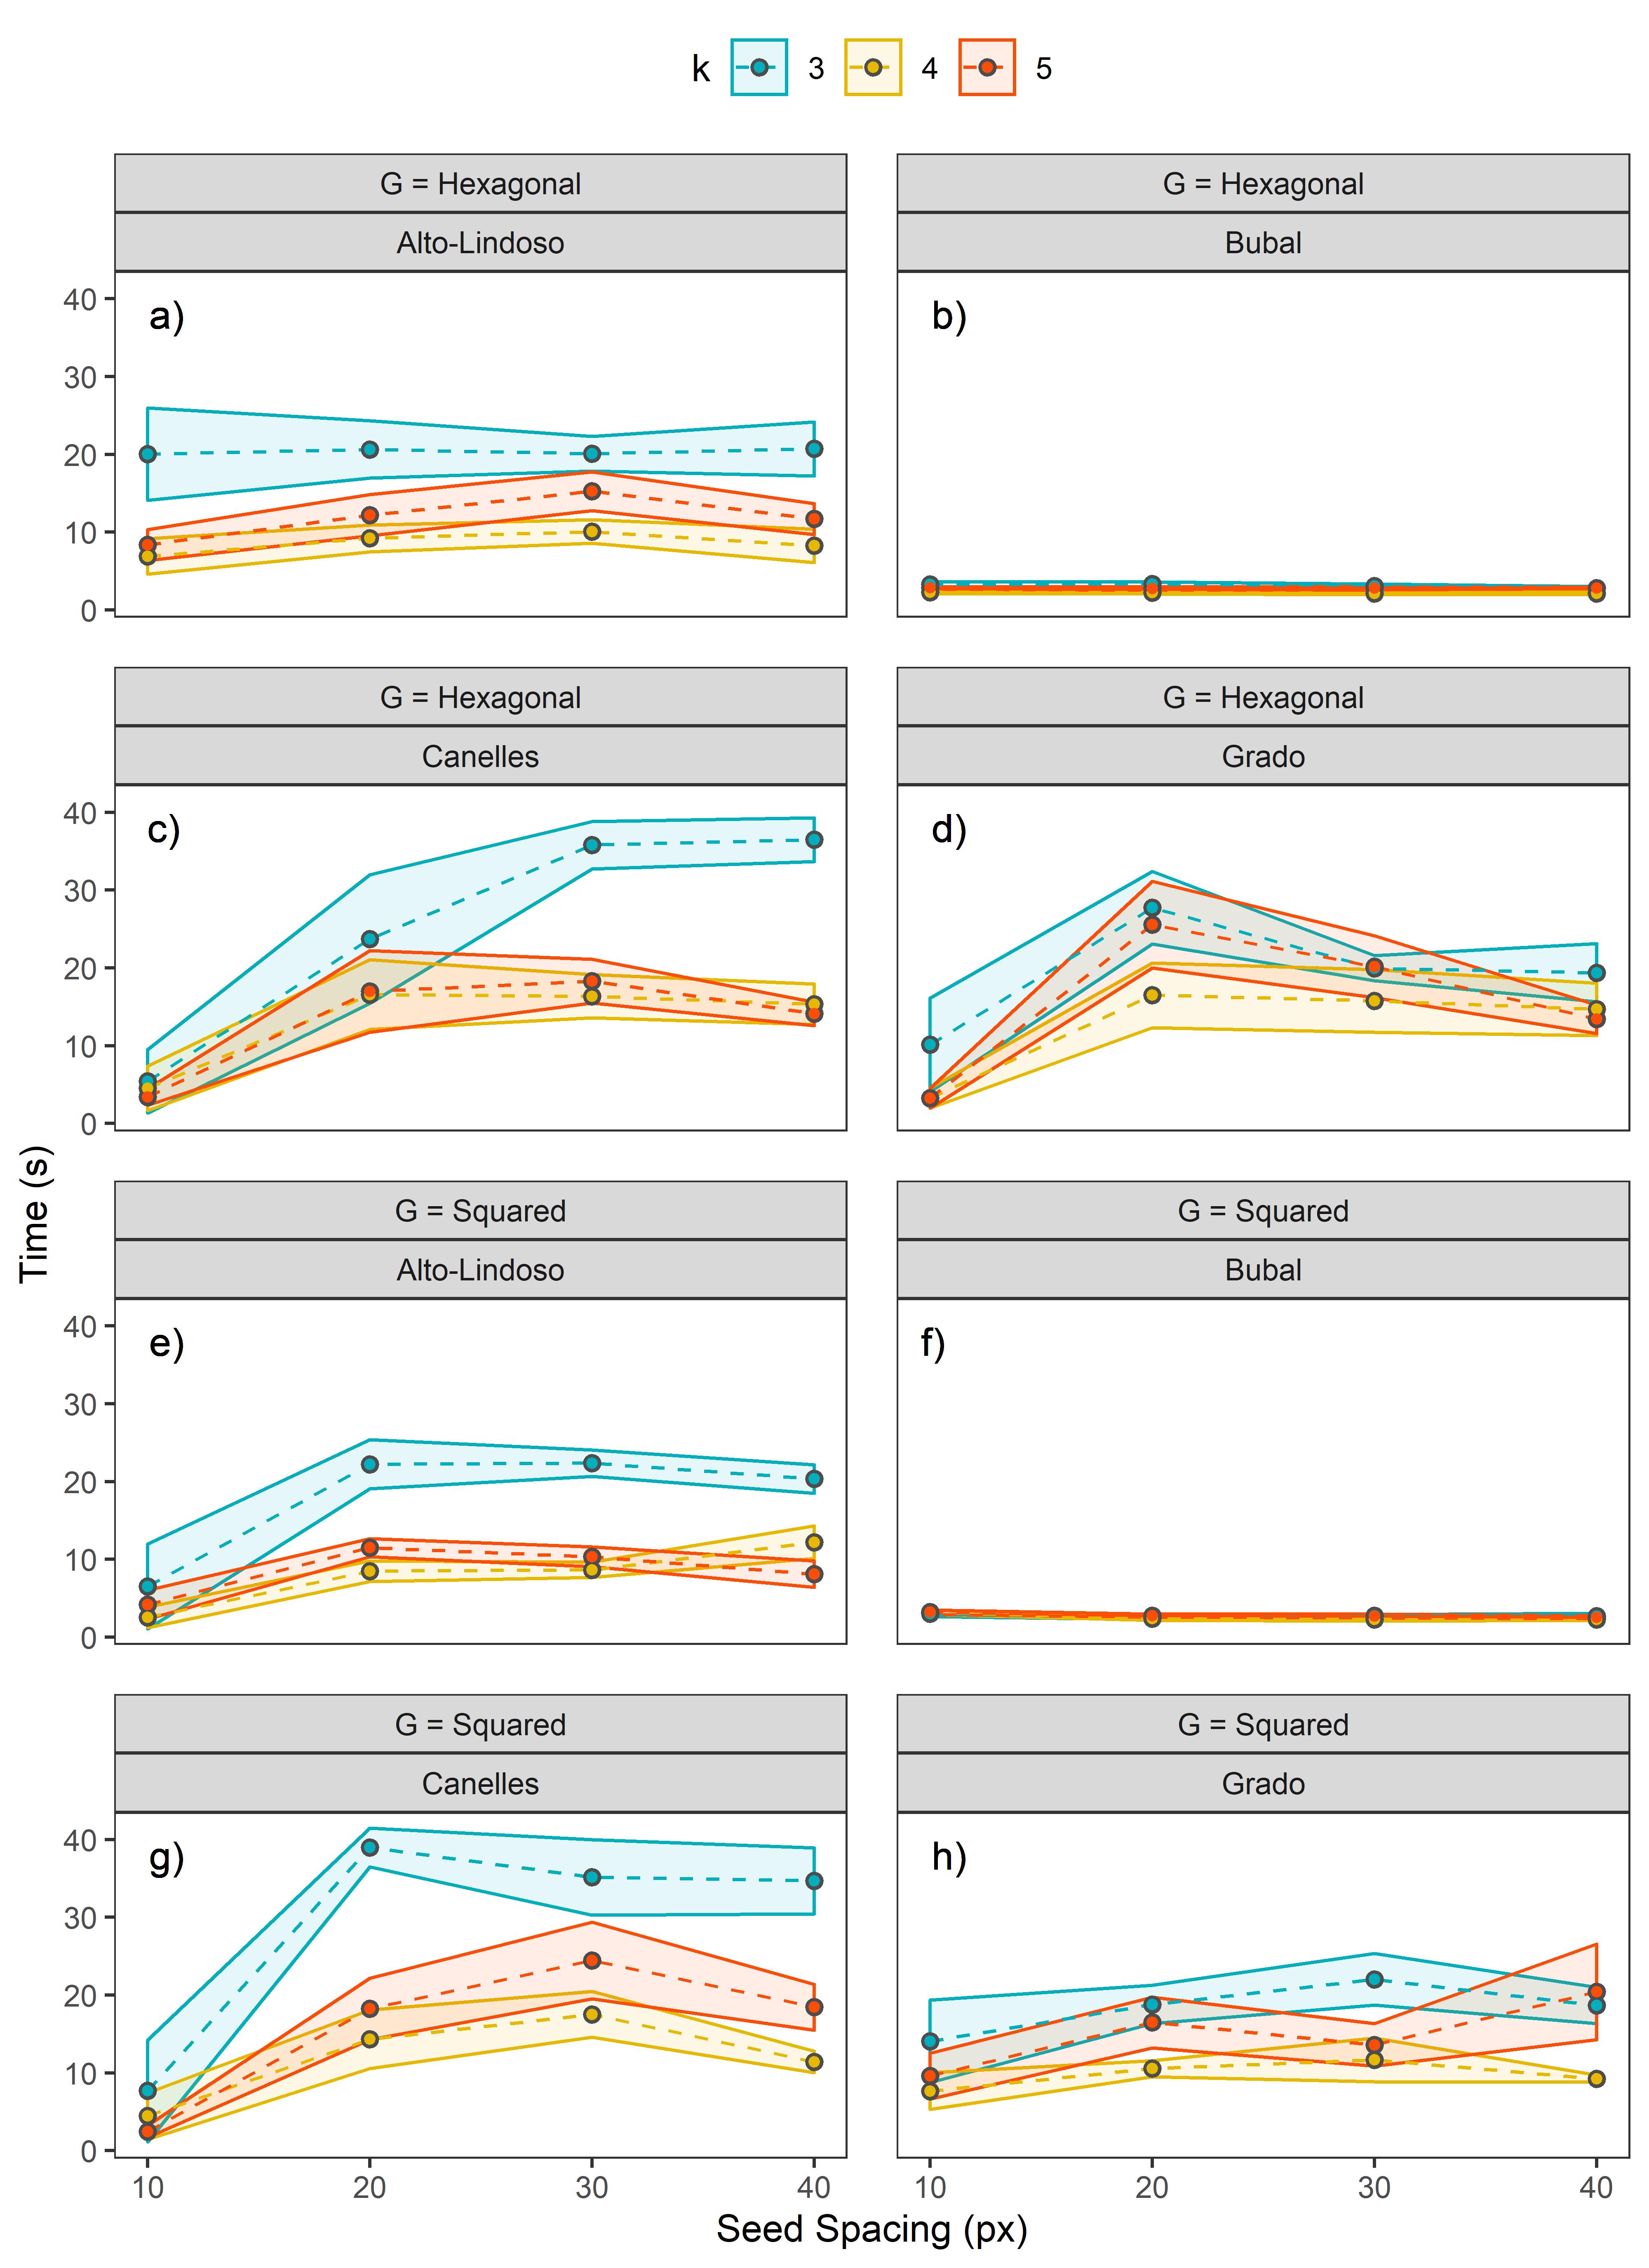 k 3 4 5
G = Hexagonal G = Hexagonal
Alto-Lindoso Bubal
a) b)
40
30
20
10
0
G = Hexagonal G = Hexagonal
Canelles Grado
c) d)
40
30
20
10
0
Time (s)
G = Squared G = Squared
Alto-Lindoso Bubal
e) f)
40
30
20
10
0
G = Squared G = Squared
Canelles Grado
g) h)
40
30
20
10
0
10 20 30 40 10 20 30 40
Seed Spacing (px)